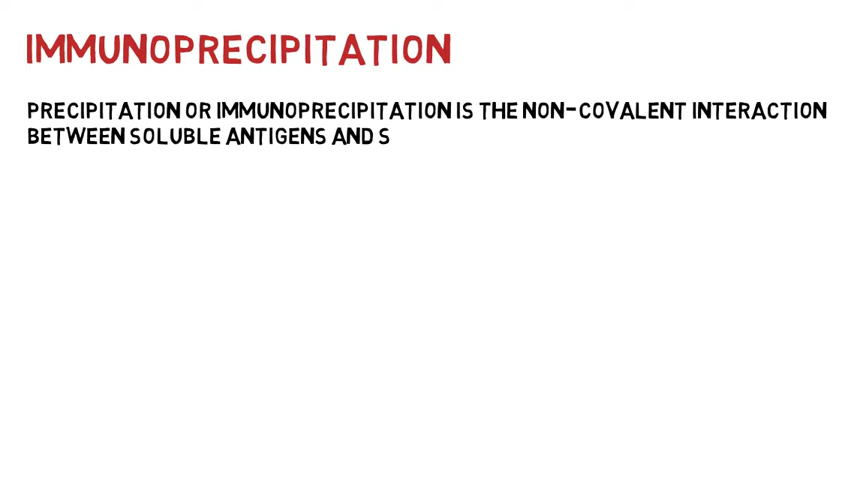 IMMUNOPRECIPITATION
PRECIPITATION OR IMMUNOPRECIPITATION IS THE NON-COVALENT INTERACTION
BETWEEN SOLUBLE ANTIGENS AND S